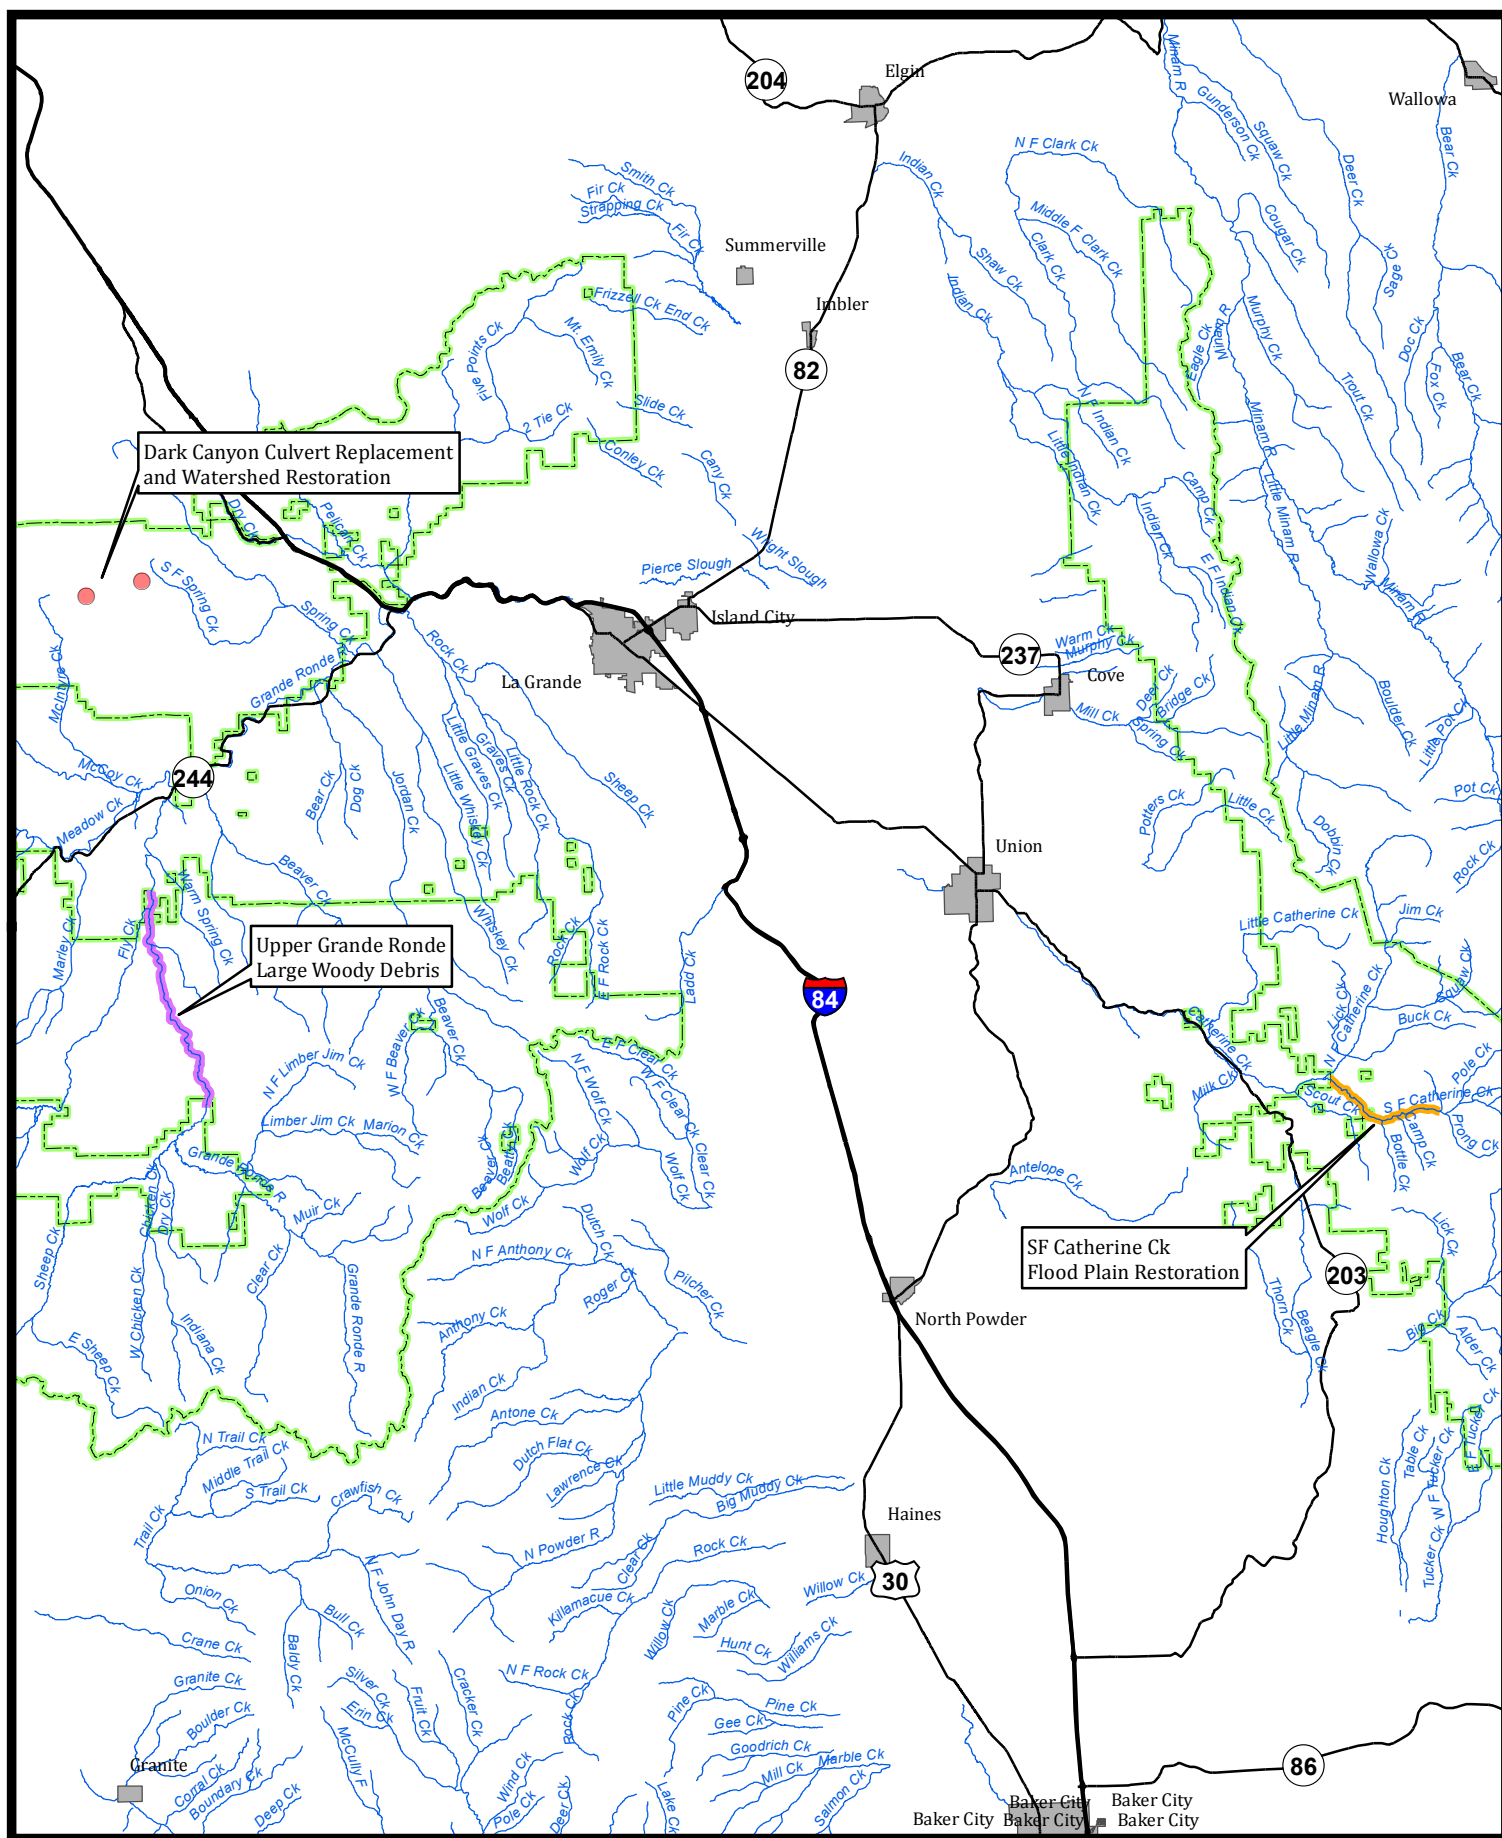 204
Elgin
Wallowa
Minam R
Gunderson Ck
Squaw Ck
Deer Ck
Bear Ck
N F Clark Ck
Indian Ck
Smith Ck
Fir Ck
Strapping Ck
Fir Ck
Summerville
Middle F Clark Ck
Clark Ck
Shaw Ck
Indian Ck
Cougar Ck
Sage Ck
Imbler
Frizzell Ck End Ck
Mt. Emily Ck
Five Points Ck
82
Eagle Ck
Minam R
Murphy Ck
Doc Ck
Fox Ck
Bear Ck
Trout Ck
2 Tie Ck
Slide Ck
Conley Ck
Cany Ck
N F Indian Ck
Little Indian Ck
Minam R
Dark Canyon Culvert Replacement
and Watershed Restoration
Dry Ck
Pelican Ck
Camp Ck
Indian Ck
Little Minam R
Wallowa Ck
Wright Slough
Pierce Slough
E F Indian Ck
Minam R
S F Spring Ck
Spring Ck
Island City
Rock Ck
237
Warm Ck
Murphy Ck
Cove
La Grande
Grande Ronde R
McIntyre Ck
Deer Ck
Bridge Ck
Mill Ck
Spring Ck
Little Minam R
Boulder Ck
Little Pot Ck
244
McCoy Ck
Meadow Ck
Bear Ck
Dog Ck
Jordan Ck
Little Graves Ck
Graves Ck
Little Rock Ck
Little Whiskey Ck
Sheep Ck
Potters Ck
Little Ck
Pot Ck
Dobbin Ck
Rock Ck
Union
Beaver Ck
Warm Spring Ck
Fly Ck
Marley Ck
Whiskey Ck
Rock Ck
E F Rock Ck
Ladd Ck
Little Catherine Ck
Jim Ck
Upper Grande Ronde
Large Woody Debris
84
Squaw Ck
Lick Ck
N F Catherine Ck
Buck Ck
Catherine Ck
Milk Ck
Beaver Ck
W F Beaver Ck
E F Clear Ck
W F Clear Ck
N F Wolf Ck
N F Limber Jim Ck
Limber Jim Ck
Marion Ck
Scout Ck
S F Catherine Ck
Pole Ck
Prong Ck
Camp Ck
Bottle Ck
Grande Ronde R
Beaver Ck
Bear Ck
Wolf Ck
Wolf Ck
Clear Ck
Antelope Ck
Chicken Ck
Dry Ck
Muir Ck
Wolf Ck
Dutch Ck
Sheep Ck
Clear Ck
N F Anthony Ck
Roger Ck
Pilcher Ck
SF Catherine Ck
Flood Plain Restoration
Lick Ck
203
W Chicken Ck
Indiana Ck
Grande Ronde R
Anthony Ck
North Powder
Thorn Ck
Beagle Ck
Big Ck
Alder Ck
E Sheep Ck
Indian Ck
Antone Ck
N Trail Ck
Middle Trail Ck
S Trail Ck
Crawfish Ck
Dutch Flat Ck
Lawrence Ck
Little Muddy Ck
Big Muddy Ck
Houghton Ck
Table Ck
W F Tucker Ck
E F Tucker Ck
Tucker Ck
Trail Ck
Haines
N Powder R
Clear Ck
Rock Ck
30
Willow Ck
Onion Ck
Bull Ck
N F John Day R
Killamacue Ck
Willow Ck
Marble Ck
Hunt Ck
Williams Ck
Crane Ck
Baldy Ck
Granite Ck
Silver Ck
Erin Ck
Fruit Ck
Cracker Ck
N F Rock Ck
Rock Ck
Pine Ck
Pine Ck
Gee Ck
Boulder Ck
McCully F
Goodrich Ck
Marble Ck
Mill Ck
Granite
Corral Ck
Boundary Ck
Deep Ck
Wind Ck
Pole Ck
Deer Ck
Lake Ck
Salmon Ck
86
Baker City
Baker City
Baker City
Baker City
Baker City